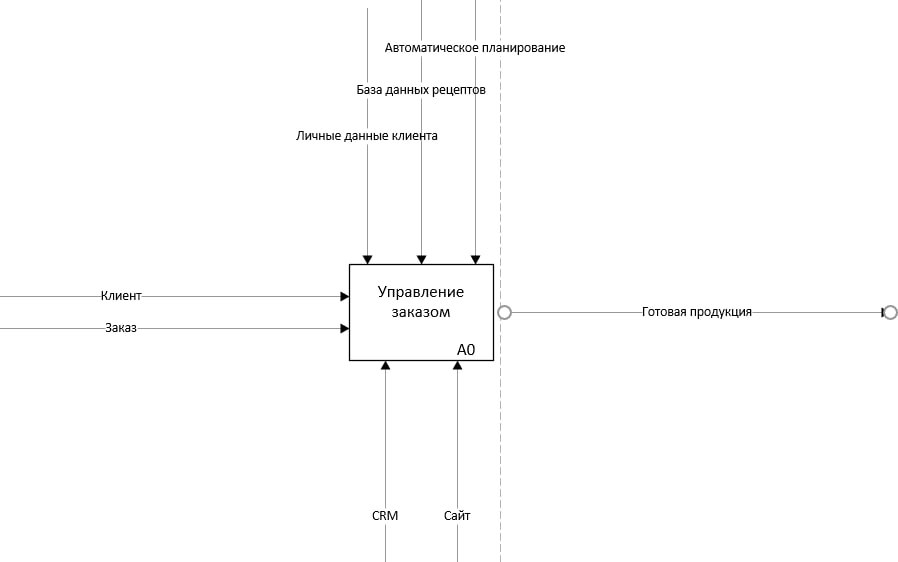 Автоматическое планирование
База данных рецептов
Личные данные клиента
Управление
заказом
Клиент
Готовая продукция
Заказ
A0
CRM
Сайт